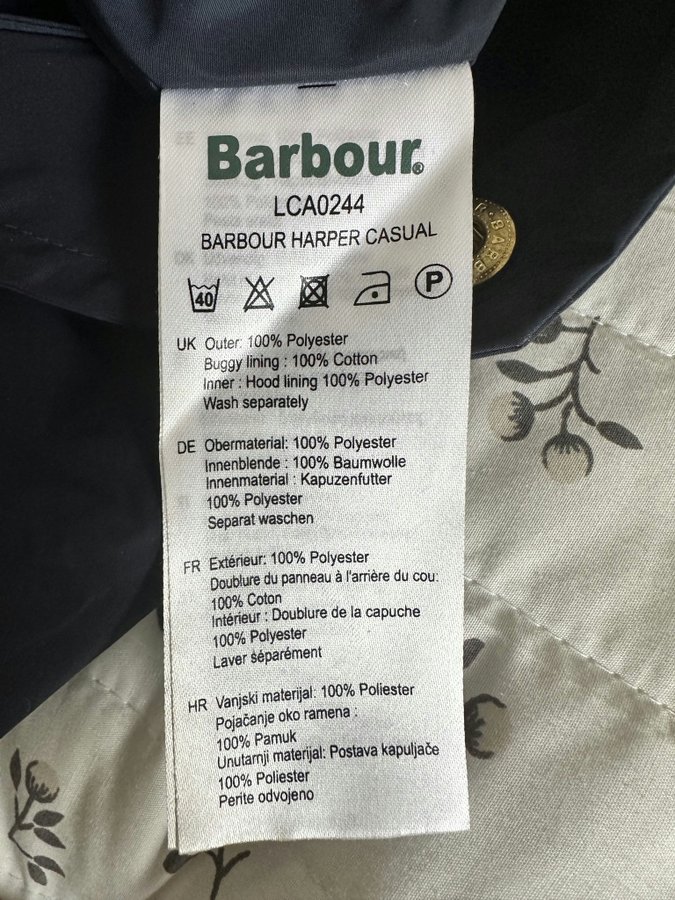 Barbour®
LCA0244
BARBOUR HARPER CASUAL
40 P
UK Outer: 100% Polyester
Buggy lining : 100% Cotton
Inner : Hood lining 100% Polyester
Wash separately
DE Obermaterial: 100% Polyester
Innenblende : 100% Baumwolle
Innenmaterial : Kapuzenfutter
100% Polyester
Separat waschen
FR Extérieur: 100% Polyester
Doublure du panneau à l'arrière du cou:
100% Coton
Intérieur : Doublure de la capuche
100% Polyester
Laver séparément
HR Vanjski materijal: 100% Poliester
Pojačanje oko ramena :
100% Pamuk
Unutarnji materijal: Postava kapuljače
100% Poliester
Perite odvojeno